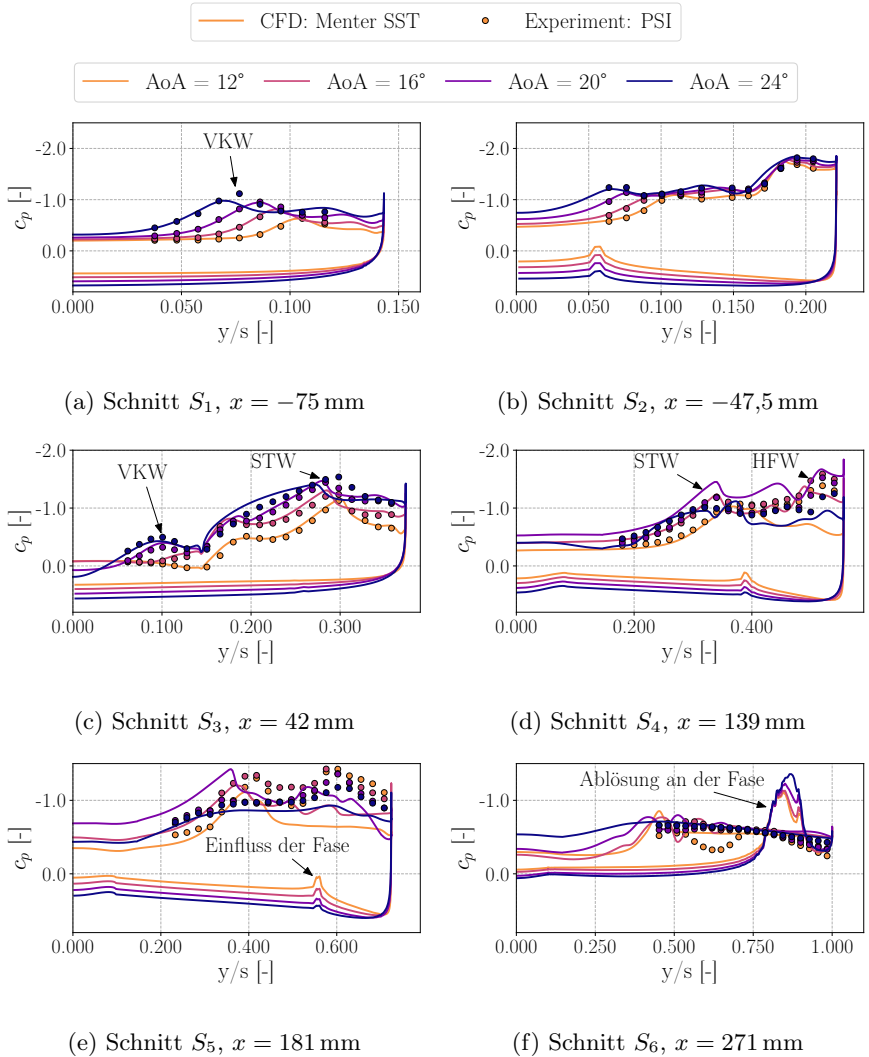 CFD: Menter SST   Experiment: PSI
AoA = 12°   AoA = 16°   AoA = 20°   AoA = 24°
VKW
-2.0   -2.0
-1.0   -1.0
0.0   0.0
c_p [-]   c_p [-]
0.000   0.050   0.100   0.150   0.000   0.050   0.100   0.150   0.200
y/s [-]   y/s [-]
(a) Schnitt S_1, x = −75 mm   (b) Schnitt S_2, x = −47,5 mm
VKW   STW   STW   HFW
-2.0   -2.0
-1.0   -1.0
0.0   0.0
c_p [-]   c_p [-]
0.000   0.100   0.200   0.300   0.000   0.200   0.400
y/s [-]   y/s [-]
(c) Schnitt S_3, x = 42 mm   (d) Schnitt S_4, x = 139 mm
Einfluss der Fase   Ablösung an der Fase
-1.0   -1.0
0.0   0.0
c_p [-]   c_p [-]
0.000   0.200   0.400   0.600   0.000   0.250   0.500   0.750   1.000
y/s [-]   y/s [-]
(e) Schnitt S_5, x = 181 mm   (f) Schnitt S_6, x = 271 mm